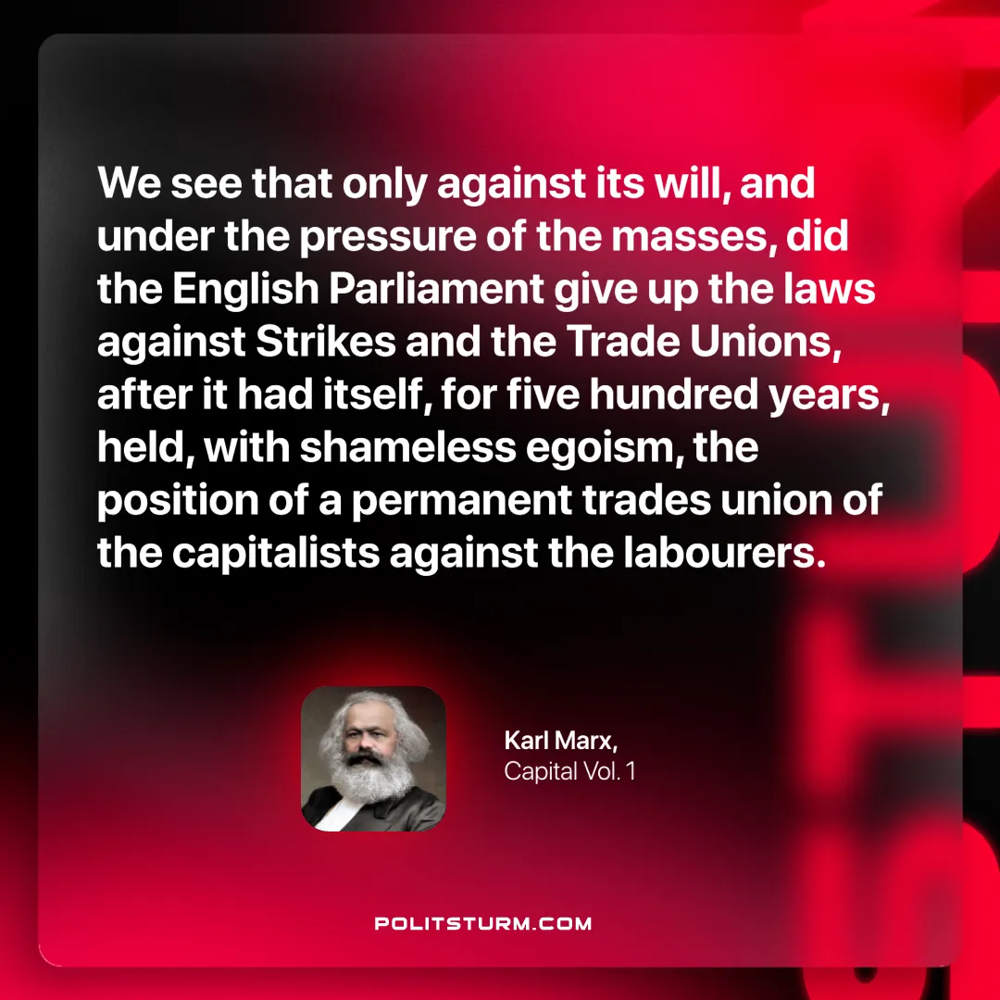 We see that only against its will, and
under the pressure of the masses, did
the English Parliament give up the laws
against Strikes and the Trade Unions,
after it had itself, for five hundred years,
held, with shameless egoism, the
position of a permanent trades union of
the capitalists against the labourers.
Karl Marx,
Capital Vol. 1
POLITSTURM.COM